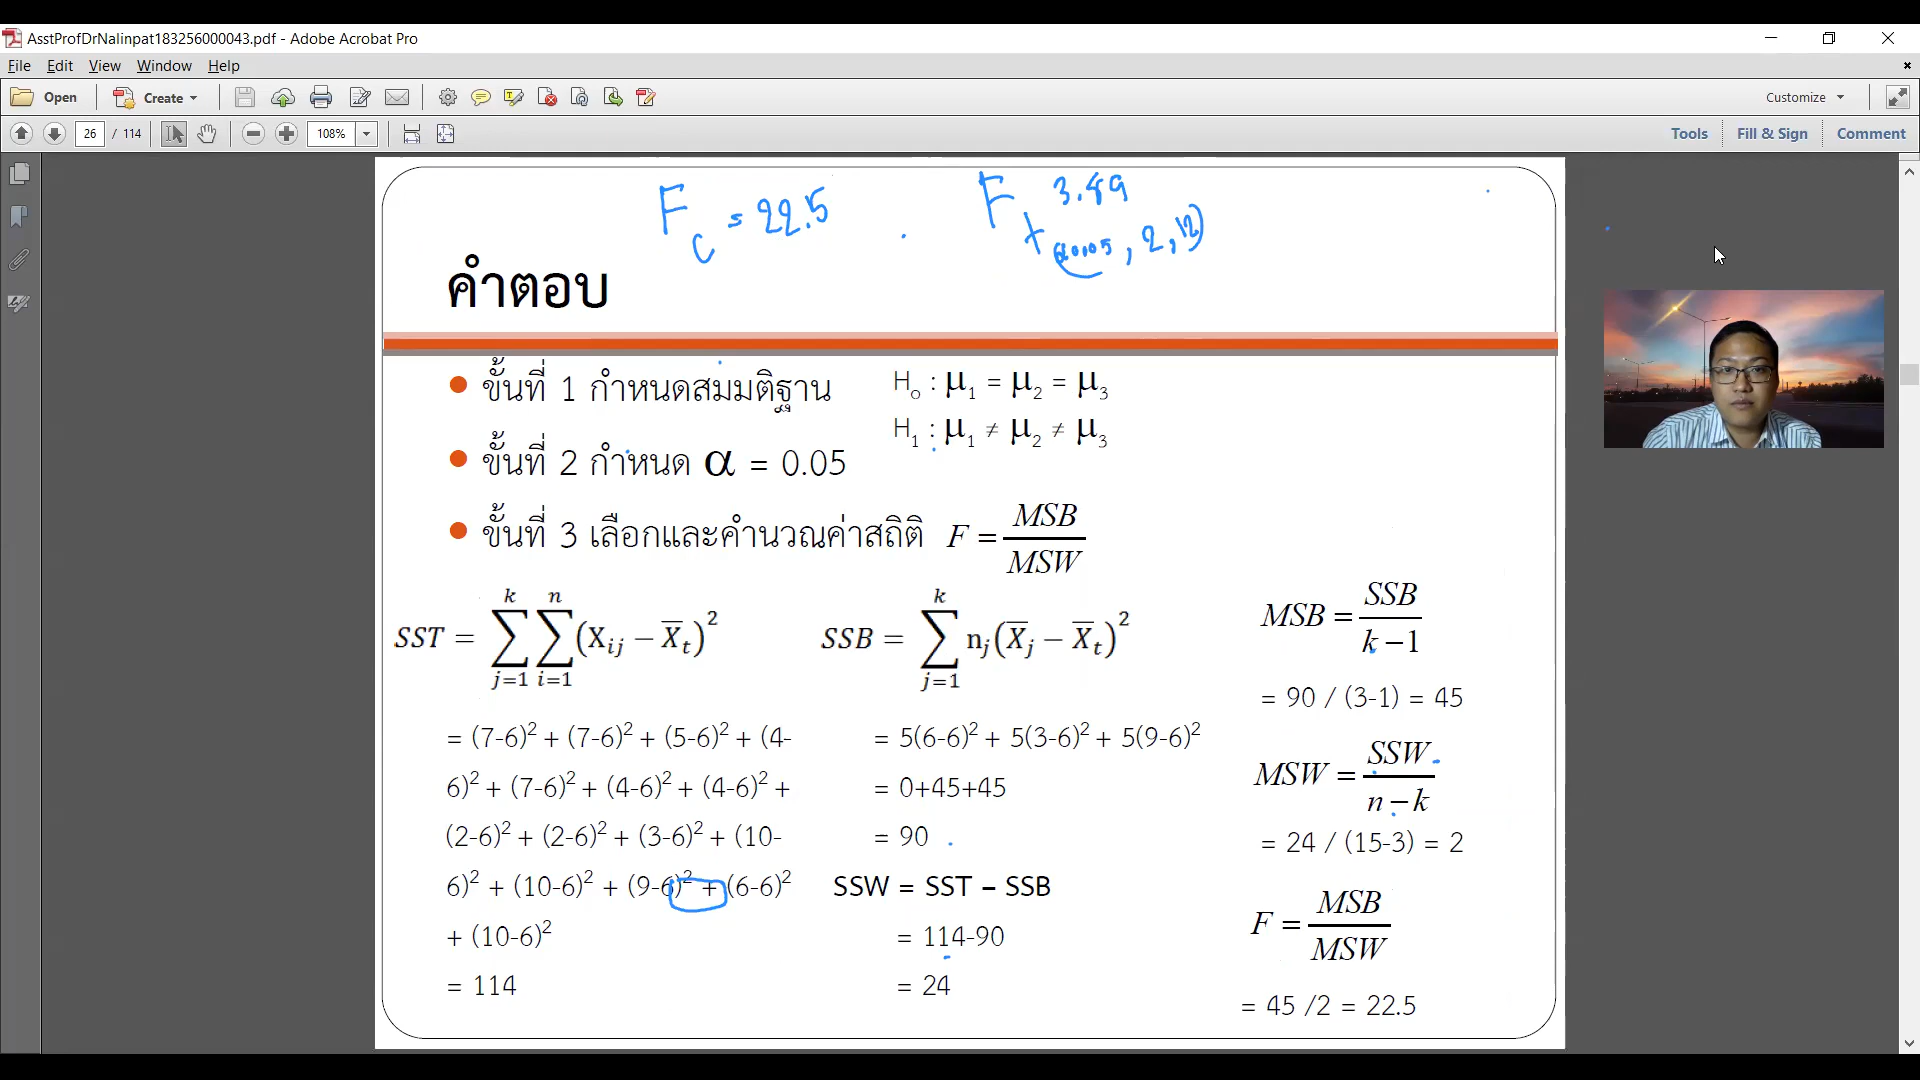 AsstProfDrNalinpat183256000043.pdf - Adobe Acrobat Pro
File Edit View Window Help
Open Create Customize
26 / 114 108% Tools Fill & Sign Comment
F_C = 22.5 F_t 3.89 , 2, 12)
คำตอบ
ขั้นที่ 1 กำหนดสมมติฐาน H₀ : μ₁ = μ₂ = μ₃
H₁ : μ₁ ≠ μ₂ ≠ μ₃
ขั้นที่ 2 กำหนด α = 0.05
ขั้นที่ 3 เลือกและคำนวณค่าสถิติ F = MSB / MSW
SST = ∑_{j=1}^{k} ∑_{i=1}^{n} (X_{ij} − X̄_t)²
= (7-6)² + (7-6)² + (5-6)² + (4-
6)² + (7-6)² + (4-6)² + (4-6)² +
(2-6)² + (2-6)² + (3-6)² + (10-
6)² + (10-6)² + (9-6)² + (6-6)²
+ (10-6)²
= 114
SSB = ∑_{j=1}^{k} n_j(X̄_j − X̄_t)²
= 5(6-6)² + 5(3-6)² + 5(9-6)²
= 0+45+45
= 90
SSW = SST – SSB
= 114-90
= 24
MSB = SSB / k −1
= 90 / (3-1) = 45
MSW = SSW / n − k
= 24 / (15-3) = 2
F = MSB / MSW
= 45 /2 = 22.5